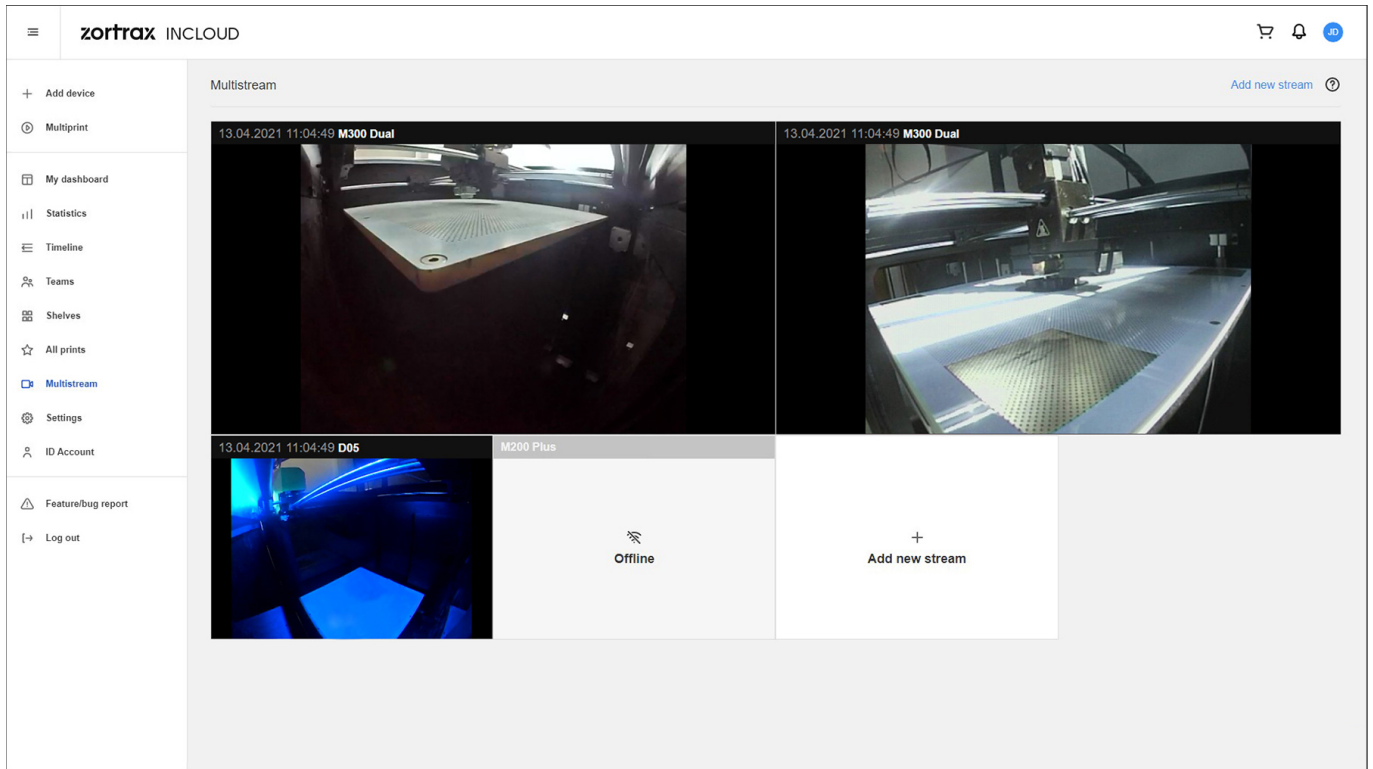 zortrax INCLOUD
JD
Add device
Multiprint
My dashboard
Statistics
Timeline
Teams
Shelves
All prints
Multistream
Settings
ID Account
Feature/bug report
Log out
Multistream
Add new stream
13.04.2021 11:04:49 M300 Dual
13.04.2021 11:04:49 M300 Dual
13.04.2021 11:04:49 D05
M200 Plus
Offline
Add new stream